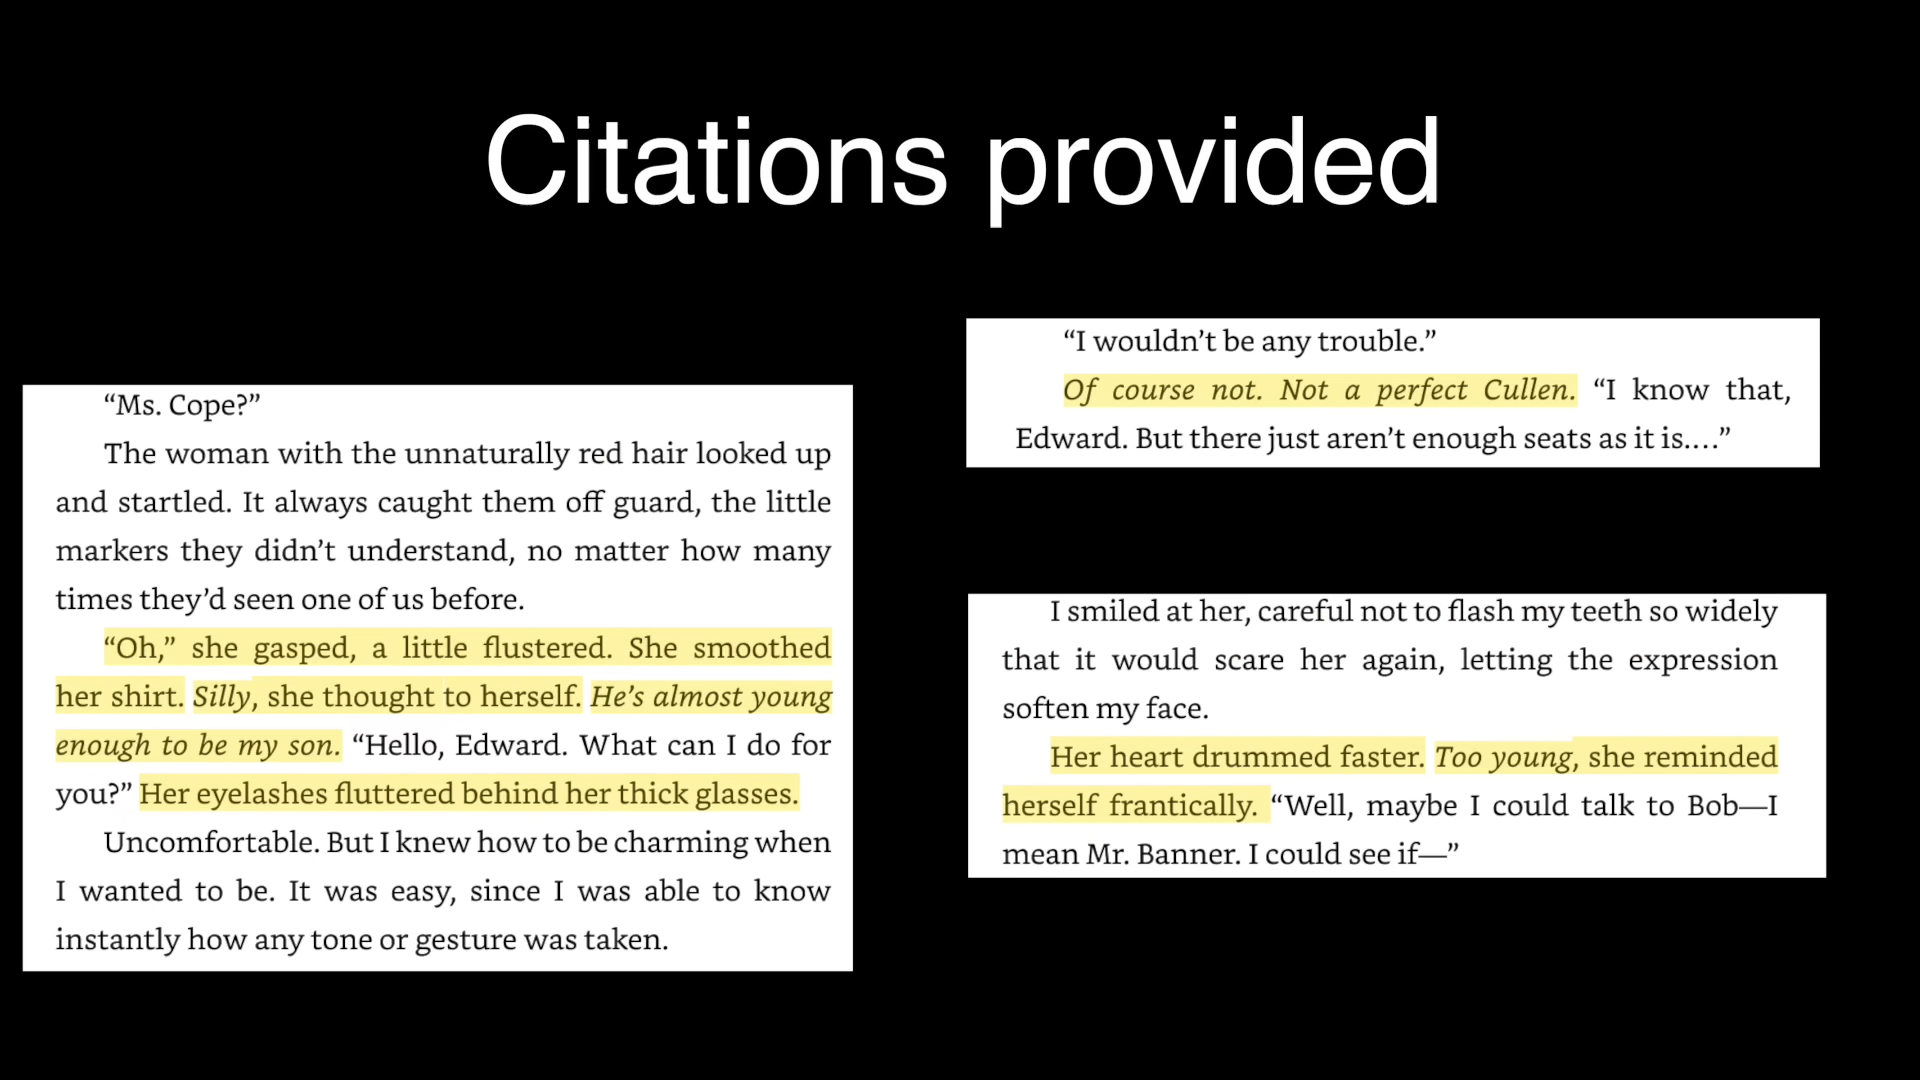 Citations provided
“Ms. Cope?”
The woman with the unnaturally red hair looked up
and startled. It always caught them off guard, the little
markers they didn’t understand, no matter how many
times they’d seen one of us before.
“Oh,” she gasped, a little flustered. She smoothed
her shirt. Silly, she thought to herself. He’s almost young
enough to be my son. “Hello, Edward. What can I do for
you?” Her eyelashes fluttered behind her thick glasses.
Uncomfortable. But I knew how to be charming when
I wanted to be. It was easy, since I was able to know
instantly how any tone or gesture was taken.
“I wouldn’t be any trouble.”
Of course not. Not a perfect Cullen. “I know that,
Edward. But there just aren’t enough seats as it is....”
I smiled at her, careful not to flash my teeth so widely
that it would scare her again, letting the expression
soften my face.
Her heart drummed faster. Too young, she reminded
herself frantically. “Well, maybe I could talk to Bob—I
mean Mr. Banner. I could see if—”